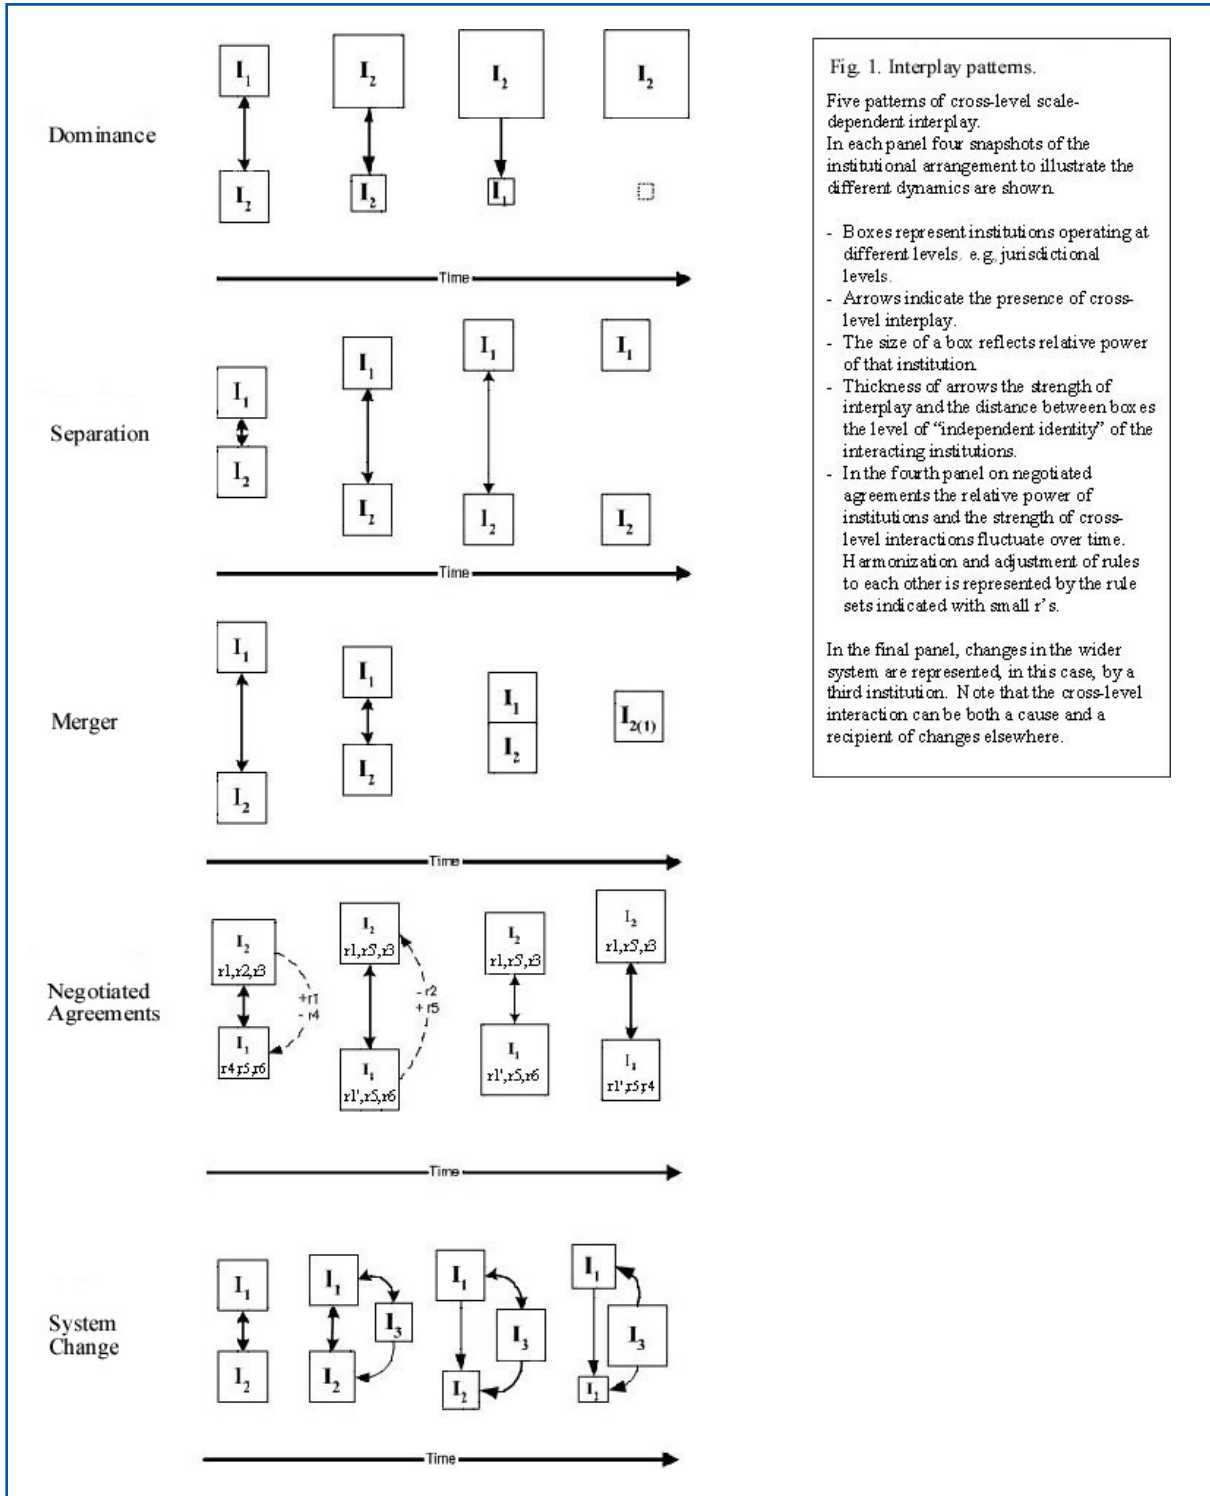 Dominance
I1
I2
I2
I2
I2
I1
I2
Time
Separation
I1
I2
I1
I2
I1
I2
I1
I2
Time
Merger
I1
I2
I1
I2
I1
I2
I2(1)
Time
Negotiated
Agreements
I2
r1,r2,r3
+r1
- r4
I1
r4,r5,r6
I2
r1,r5',r3
- r2
+ r5
I1
r1',r5,r6
I2
r1,r5',r3
I1
r1',r5,r6
I2
r1,r5',r3
I1
r1',r5,r4
Time
System
Change
I1
I2
I1
I3
I2
I1
I3
I2
I1
I3
I2
Time
Fig. 1. Interplay patterns.
Five patterns of cross-level scale-
dependent interplay.
In each panel four snapshots of the
institutional arrangement to illustrate the
different dynamics are shown.
- Boxes represent institutions operating at
different levels, e.g, jurisdictional
levels.
- Arrows indicate the presence of cross-
level interplay.
- The size of a box reflects relative power
of that institution.
- Thickness of arrows the strength of
interplay and the distance between boxes
the level of “independent identity” of the
interacting institutions.
- In the fourth panel on negotiated
agreements the relative power of
institutions and the strength of cross-
level interactions fluctuate over time.
Harmonization and adjustment of rules
to each other is represented by the rule
sets indicated with small r’s.
In the final panel, changes in the wider
system are represented, in this case, by a
third institution. Note that the cross-level
interaction can be both a cause and a
recipient of changes elsewhere.